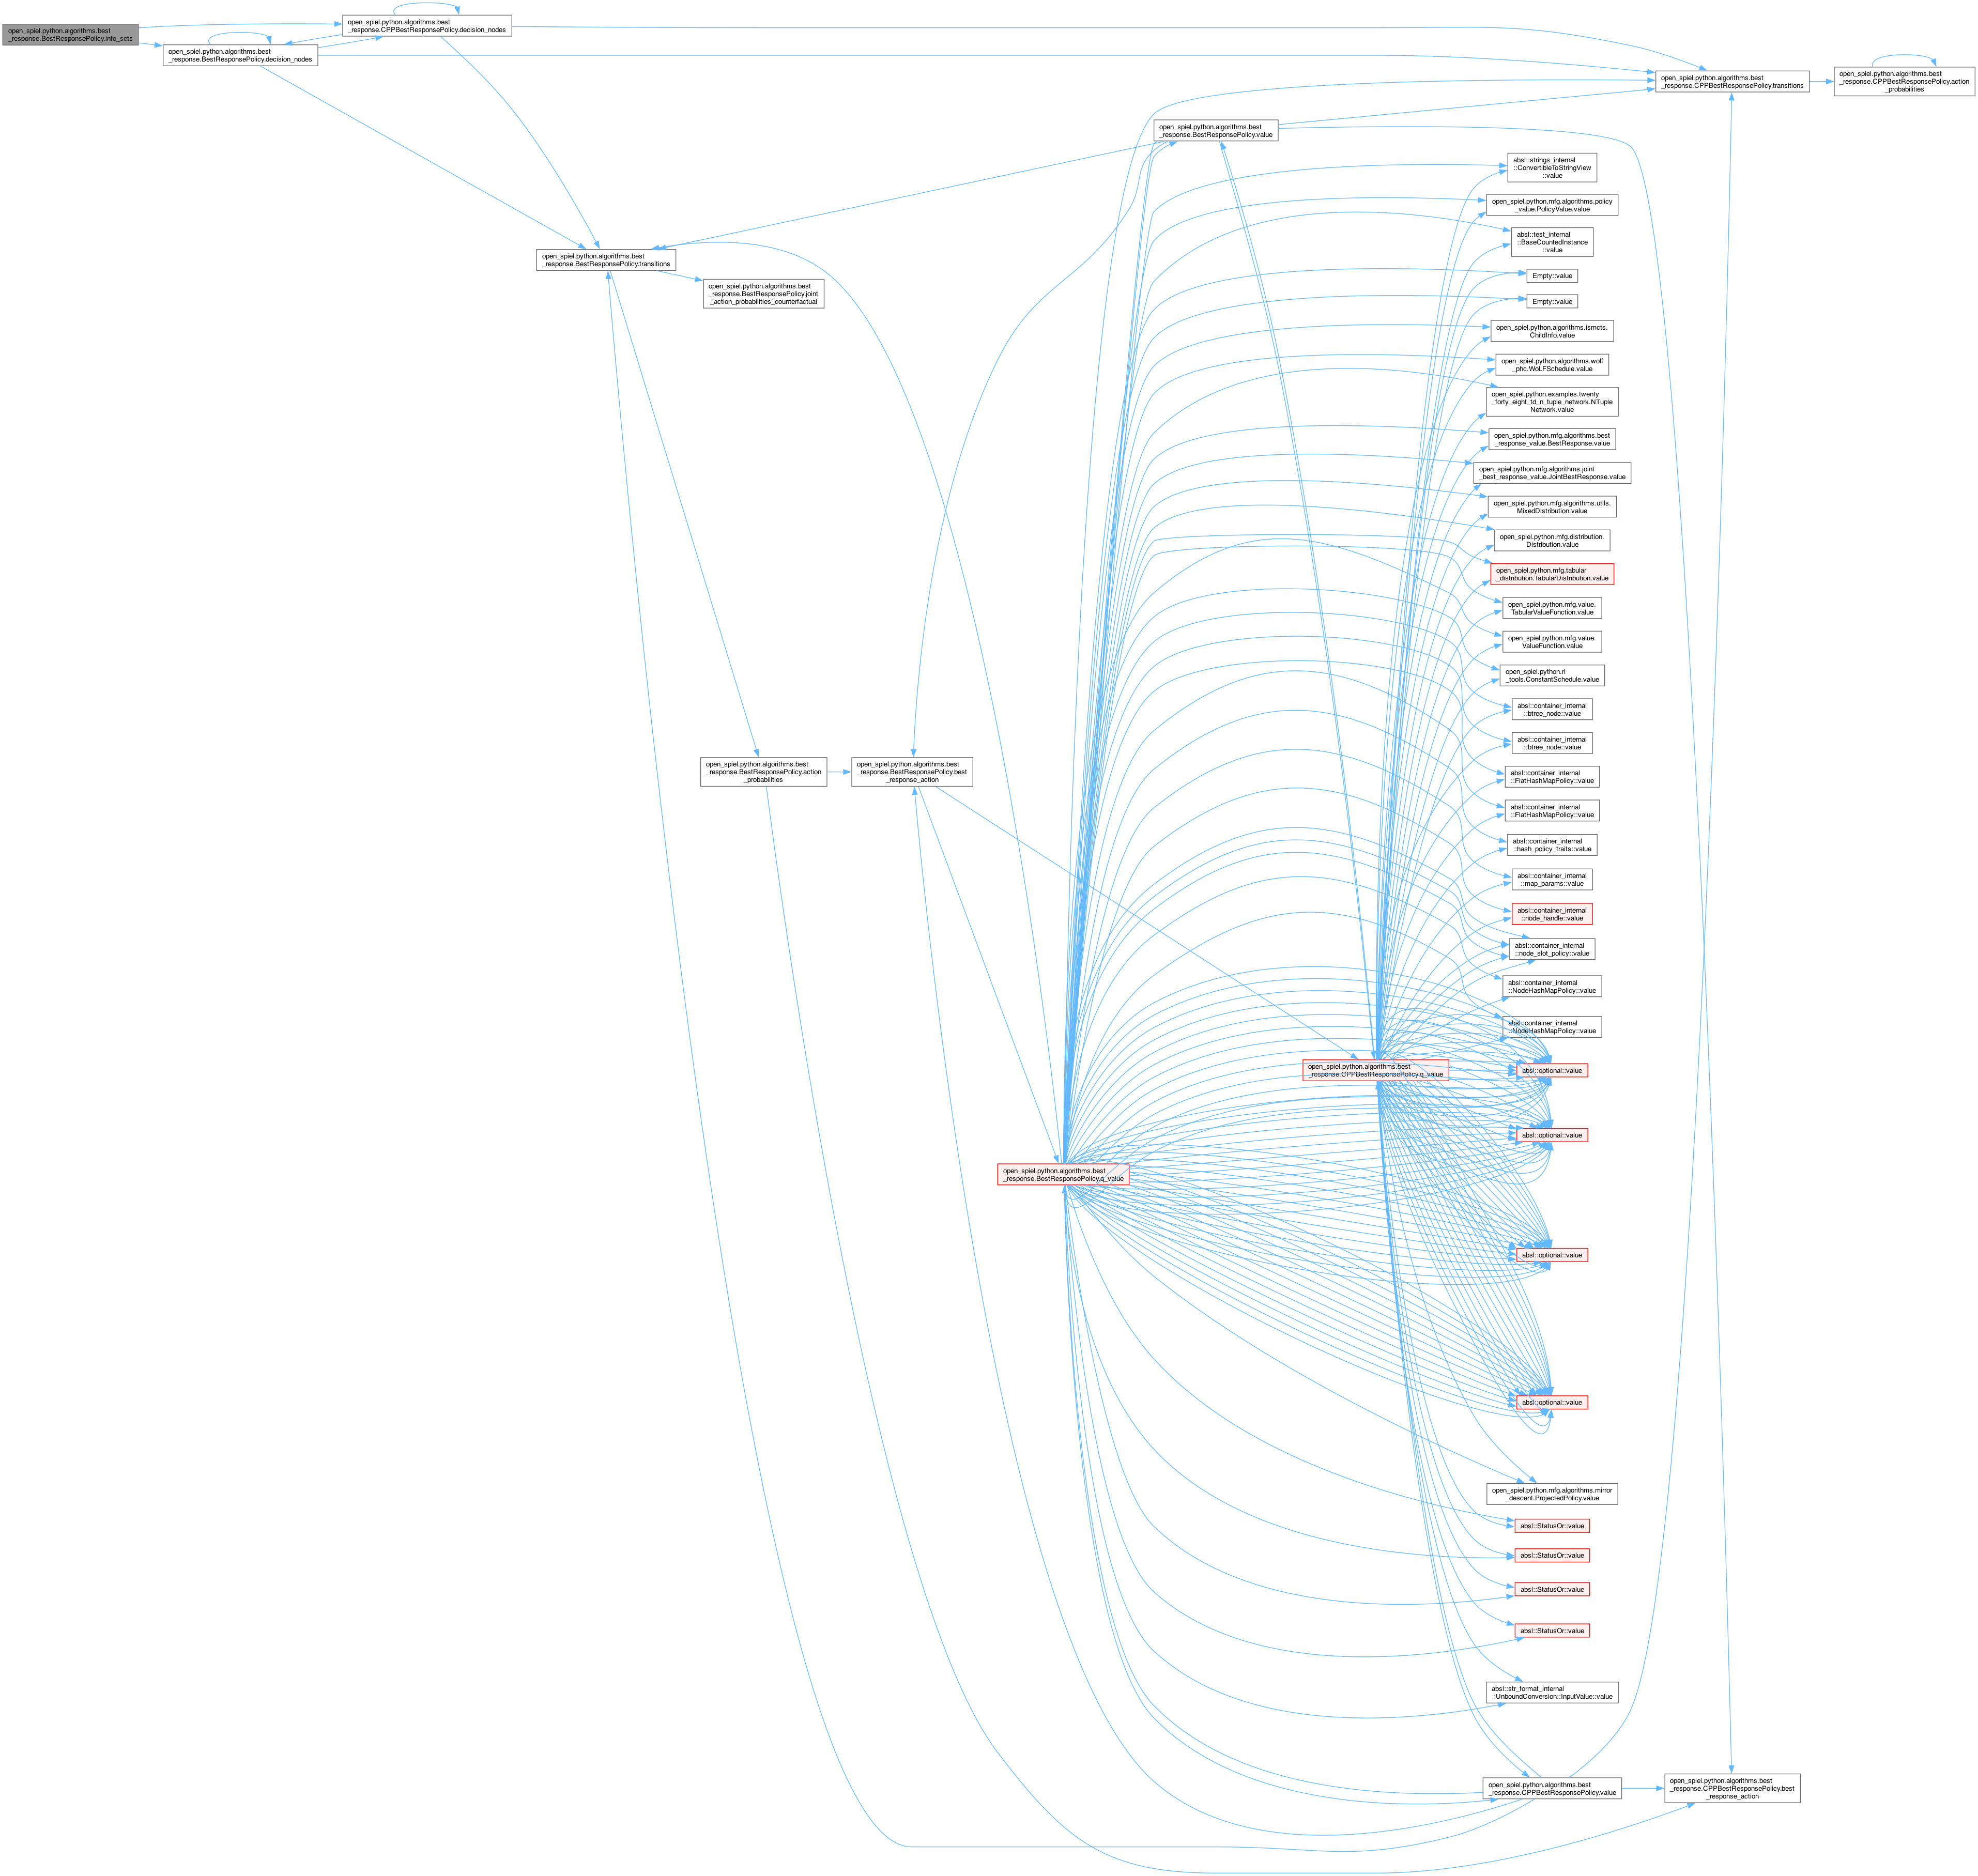 open_spiel.python.algorithms.best
_response.BestResponsePolicy.info_sets
open_spiel.python.algorithms.best
_response.CPPBestResponsePolicy.decision_nodes
open_spiel.python.algorithms.best
_response.BestResponsePolicy.decision_nodes
open_spiel.python.algorithms.best
_response.CPPBestResponsePolicy.transitions
open_spiel.python.algorithms.best
_response.CPPBestResponsePolicy.action
_probabilities
open_spiel.python.algorithms.best
_response.BestResponsePolicy.value
absl::strings_internal
::ConvertibleToStringView
::value
open_spiel.python.mfg.algorithms.policy
_value.PolicyValue.value
absl::test_internal
::BaseCountedInstance
::value
open_spiel.python.algorithms.best
_response.BestResponsePolicy.transitions
Empty::value
open_spiel.python.algorithms.best
_response.BestResponsePolicy.joint
_action_probabilities_counterfactual
Empty::value
open_spiel.python.algorithms.ismcts.
ChildInfo.value
open_spiel.python.algorithms.wolf
_phc.WoLFSchedule.value
open_spiel.python.examples.twenty
_forty_eight_td_n_tuple_network.NTuple
Network.value
open_spiel.python.mfg.algorithms.best
_response_value.BestResponse.value
open_spiel.python.mfg.algorithms.joint
_best_response_value.JointBestResponse.value
open_spiel.python.mfg.algorithms.utils.
MixedDistribution.value
open_spiel.python.mfg.distribution.
Distribution.value
open_spiel.python.mfg.tabular
_distribution.TabularDistribution.value
open_spiel.python.mfg.value.
TabularValueFunction.value
open_spiel.python.mfg.value.
ValueFunction.value
open_spiel.python.rl
_tools.ConstantSchedule.value
absl::container_internal
::btree_node::value
absl::container_internal
::btree_node::value
open_spiel.python.algorithms.best
_response.BestResponsePolicy.action
_probabilities
open_spiel.python.algorithms.best
_response.BestResponsePolicy.best
_response_action
absl::container_internal
::FlatHashMapPolicy::value
absl::container_internal
::FlatHashMapPolicy::value
absl::container_internal
::hash_policy_traits::value
absl::container_internal
::map_params::value
absl::container_internal
::node_handle::value
absl::container_internal
::node_slot_policy::value
absl::container_internal
::NodeHashMapPolicy::value
absl::container_internal
::NodeHashMapPolicy::value
open_spiel.python.algorithms.best
_response.CPPBestResponsePolicy.q_value
absl::optional::value
absl::optional::value
open_spiel.python.algorithms.best
_response.BestResponsePolicy.q_value
absl::optional::value
absl::optional::value
open_spiel.python.mfg.algorithms.mirror
_descent.ProjectedPolicy.value
absl::StatusOr::value
absl::StatusOr::value
absl::StatusOr::value
absl::StatusOr::value
absl::str_format_internal
::UnboundConversion::InputValue::value
open_spiel.python.algorithms.best
_response.CPPBestResponsePolicy.value
open_spiel.python.algorithms.best
_response.CPPBestResponsePolicy.best
_response_action